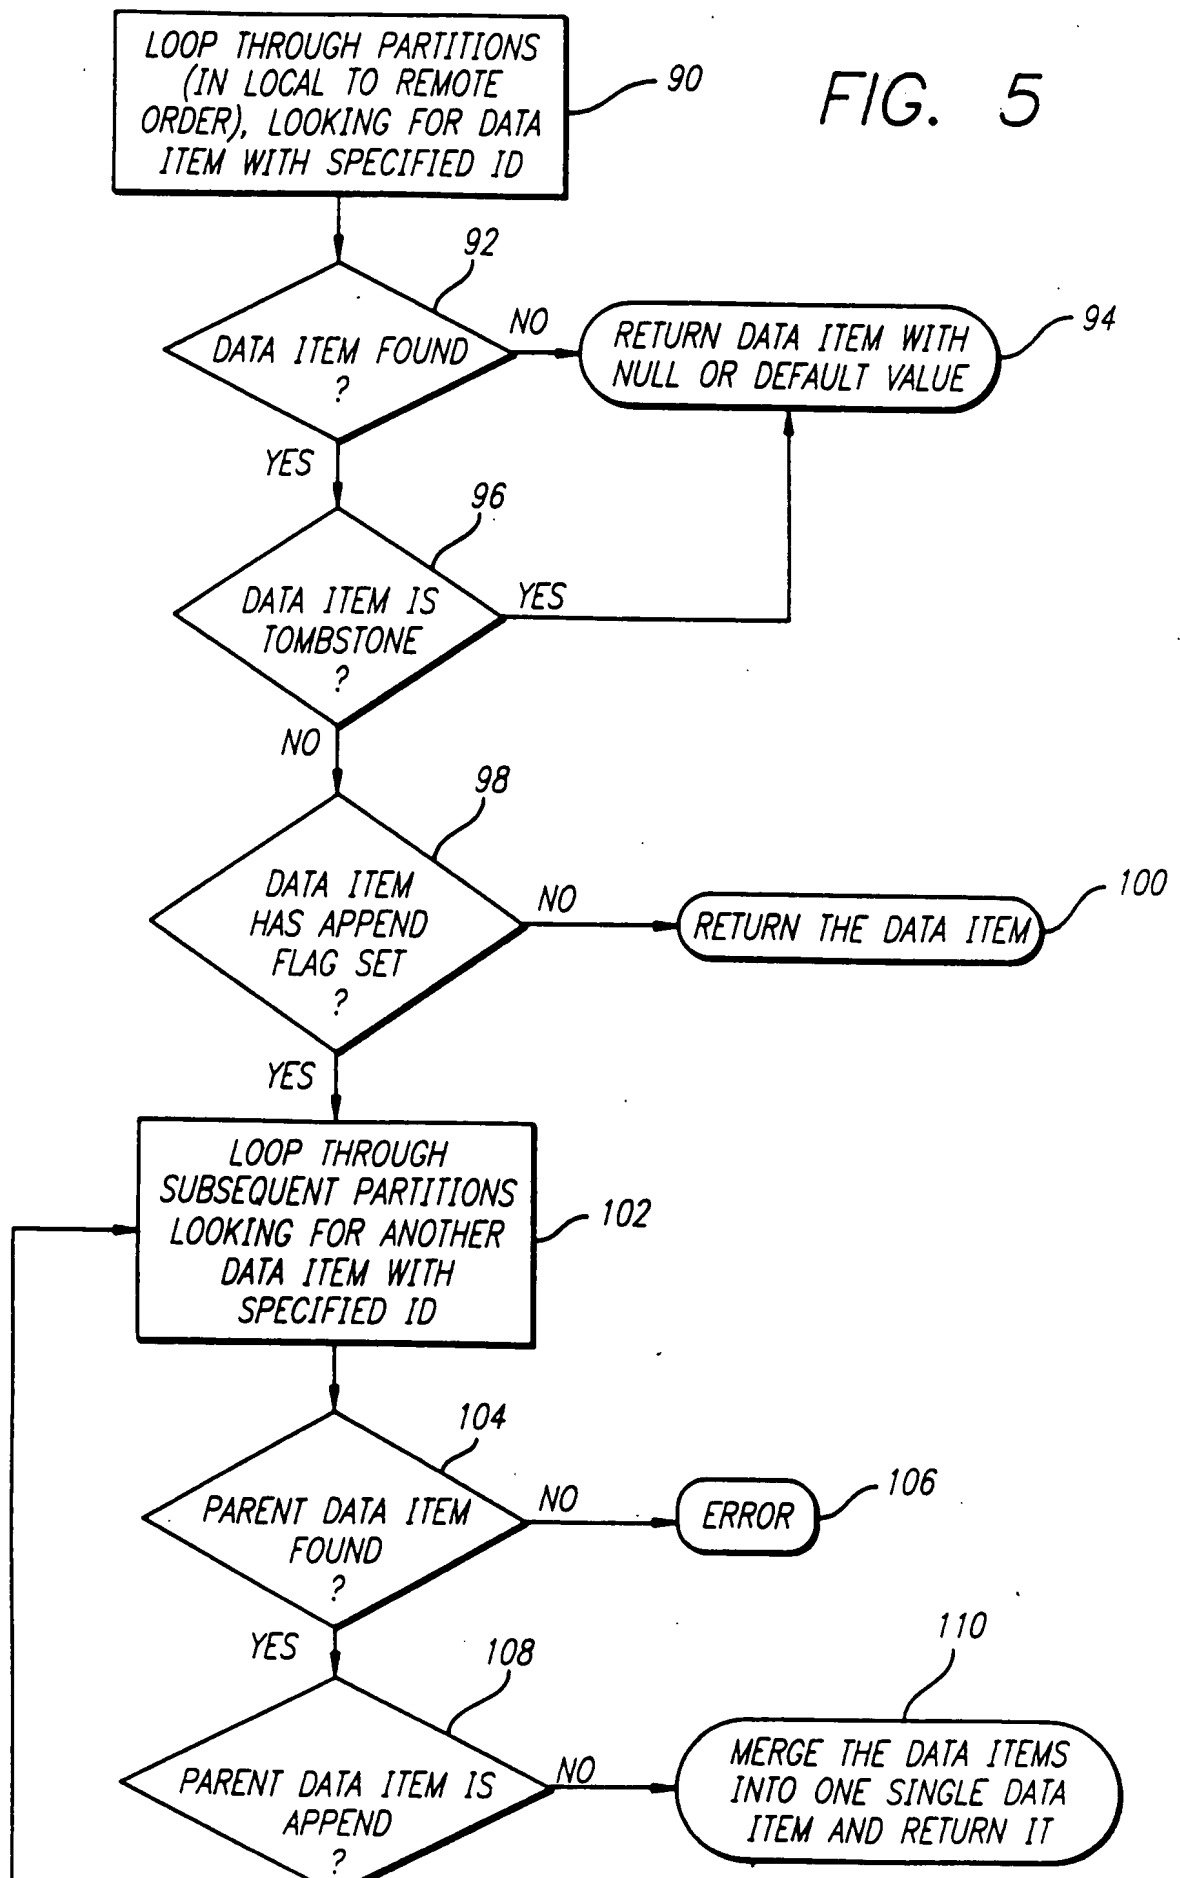 LOOP THROUGH PARTITIONS
(IN LOCAL TO REMOTE
ORDER), LOOKING FOR DATA
ITEM WITH SPECIFIED ID
90
FIG. 5
92
DATA ITEM FOUND
?
NO
RETURN DATA ITEM WITH
NULL OR DEFAULT VALUE
94
YES
96
DATA ITEM IS
TOMBSTONE
?
YES
NO
98
DATA ITEM
HAS APPEND
FLAG SET
?
NO
RETURN THE DATA ITEM
100
YES
LOOP THROUGH
SUBSEQUENT PARTITIONS
LOOKING FOR ANOTHER
DATA ITEM WITH
SPECIFIED ID
102
104
PARENT DATA ITEM
FOUND
?
NO
ERROR
106
YES
108
PARENT DATA ITEM IS
APPEND
?
NO
110
MERGE THE DATA ITEMS
INTO ONE SINGLE DATA
ITEM AND RETURN IT